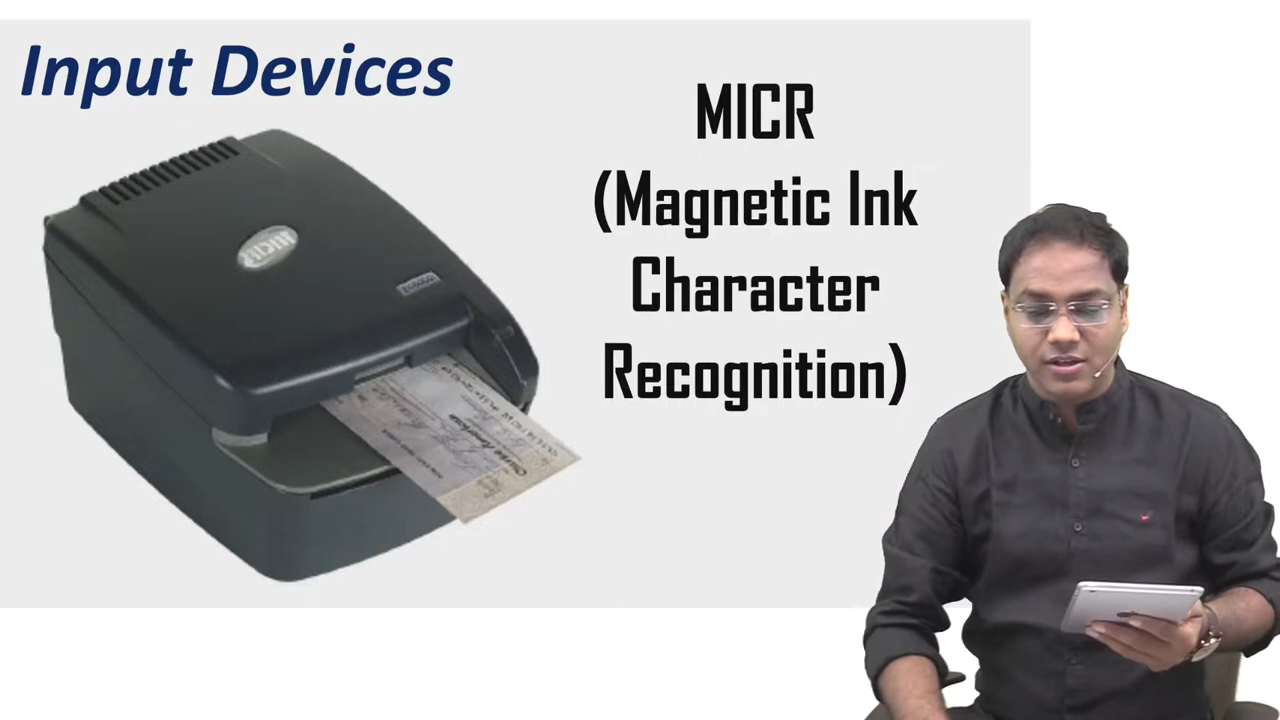 Input Devices
MICR
(Magnetic Ink
Character
Recognition)